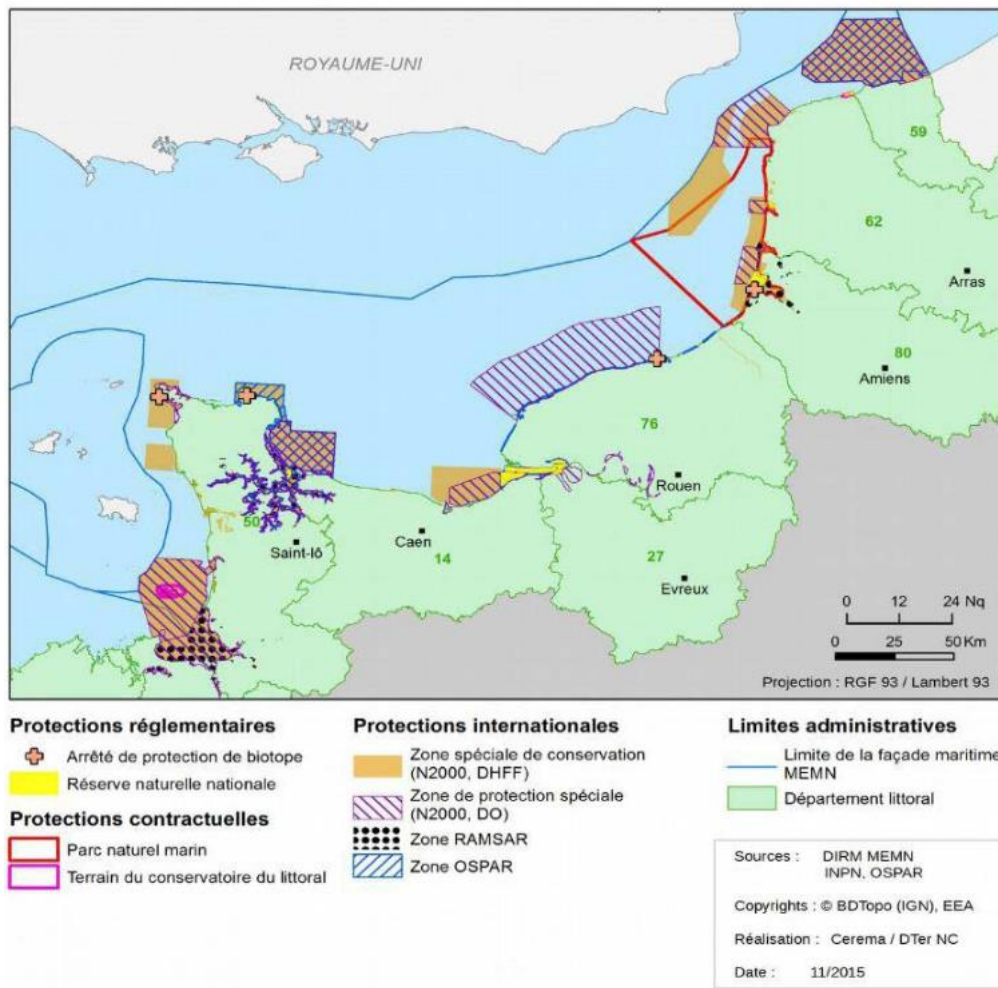 ROYAUME-UNI
59
62
Arras
80
Amiens
76
Rouen
50
Saint-lô
Caen
14
27
Evreux
0 12 24 Nq
0 25 50 Km
Projection : RGF 93 / Lambert 93
Protections réglementaires
Arrêté de protection de biotope
Réserve naturelle nationale
Protections contractuelles
Parc naturel marin
Terrain du conservatoire du littoral
Protections internationales
Zone spéciale de conservation
(N2000, DHFF)
Zone de protection spéciale
(N2000, DO)
Zone RAMSAR
Zone OSPAR
Limites administratives
Limite de la façade maritime
MEMN
Département littoral
Sources : DIRM MEMN
INPN, OSPAR
Copyrights : © BDTopo (IGN), EEA
Réalisation : Cerema / DTer NC
Date : 11/2015